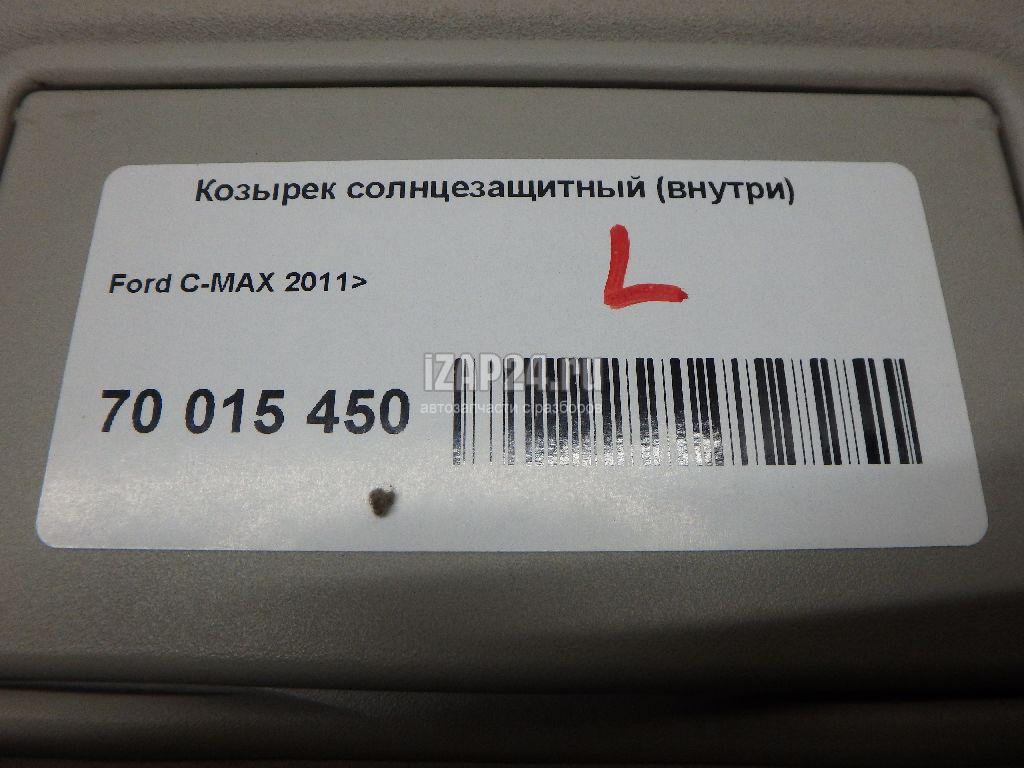 Козырек солнцезащитный (внутри)
L
Ford C-MAX 2011>
iZAP24.ru
70 015 450
автозапчасти с разборов